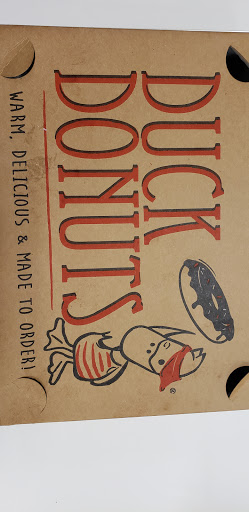 DUCK
DONUTS
®
WARM, DELICIOUS & MADE TO ORDER!